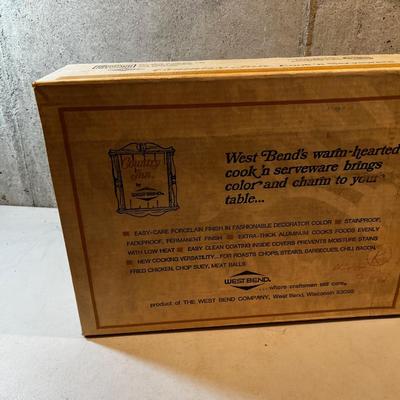 Country
Inn
by
WEST BEND
West Bend's warm-hearted
cook'n serveware brings
color and charm to your
table...
EASY-CARE PORCELAIN FINISH IN FASHIONABLE DECORATOR COLOR ■ STAINPROOF,
FADEPROOF, PERMANENT FINISH ■ EXTRA-THICK ALUMINUM COOKS FOODS EVENLY
WITH LOW HEAT ■ EASY CLEAN COATING INSIDE COVERS PREVENTS MOISTURE STAINS
■ NEW COOKING VERSATILITY... FOR ROASTS, CHOPS, STEAKS, BARBECUES, CHILI, BACON,
FRIED CHICKEN, CHOP SUEY, MEAT BALLS
WEST BEND
...where craftsmen still care®
product of THE WEST BEND COMPANY, West Bend, Wisconsin 53095